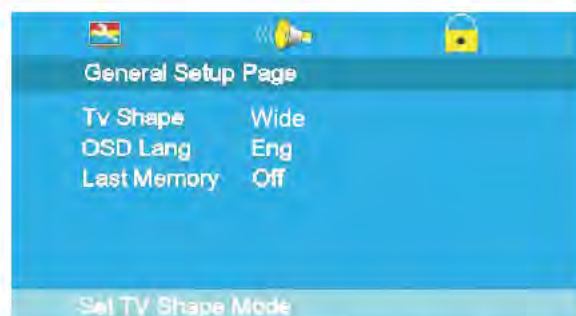 General Setup Page
Tv Shape Wide
OSD Lang Eng
Last Memory Off
Set TV Shape Mode